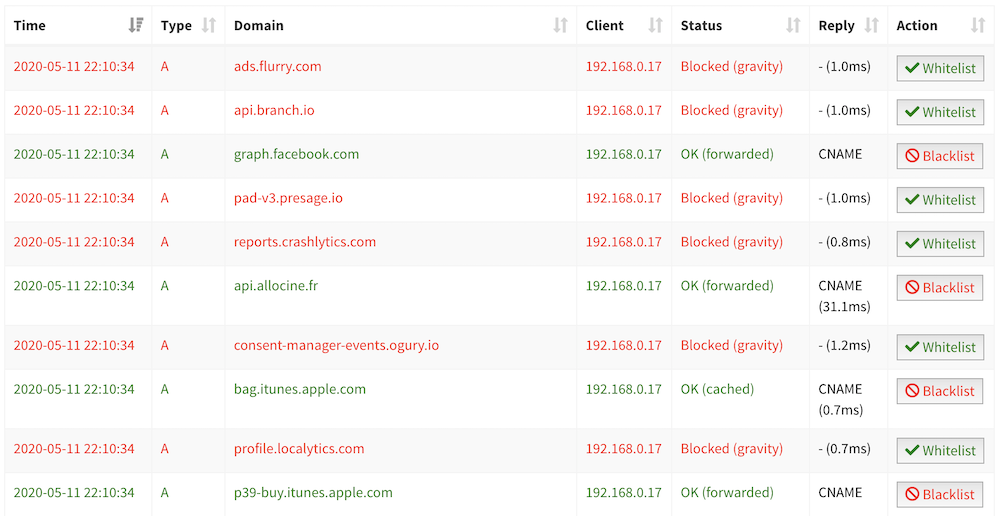 Time Type Domain Client Status Reply Action
2020-05-11 22:10:34 A ads.flurry.com 192.168.0.17 Blocked (gravity) - (1.0ms) Whitelist
2020-05-11 22:10:34 A api.branch.io 192.168.0.17 Blocked (gravity) - (1.0ms) Whitelist
2020-05-11 22:10:34 A graph.facebook.com 192.168.0.17 OK (forwarded) CNAME Blacklist
2020-05-11 22:10:34 A pad-v3.presage.io 192.168.0.17 Blocked (gravity) - (1.0ms) Whitelist
2020-05-11 22:10:34 A reports.crashlytics.com 192.168.0.17 Blocked (gravity) - (0.8ms) Whitelist
2020-05-11 22:10:34 A api.allocine.fr 192.168.0.17 OK (forwarded) CNAME Blacklist
(31.1ms)
2020-05-11 22:10:34 A consent-manager-events.ogury.io 192.168.0.17 Blocked (gravity) - (1.2ms) Whitelist
2020-05-11 22:10:34 A bag.itunes.apple.com 192.168.0.17 OK (cached) CNAME Blacklist
(0.7ms)
2020-05-11 22:10:34 A profile.localytics.com 192.168.0.17 Blocked (gravity) - (0.7ms) Whitelist
2020-05-11 22:10:34 A p39-buy.itunes.apple.com 192.168.0.17 OK (forwarded) CNAME Blacklist